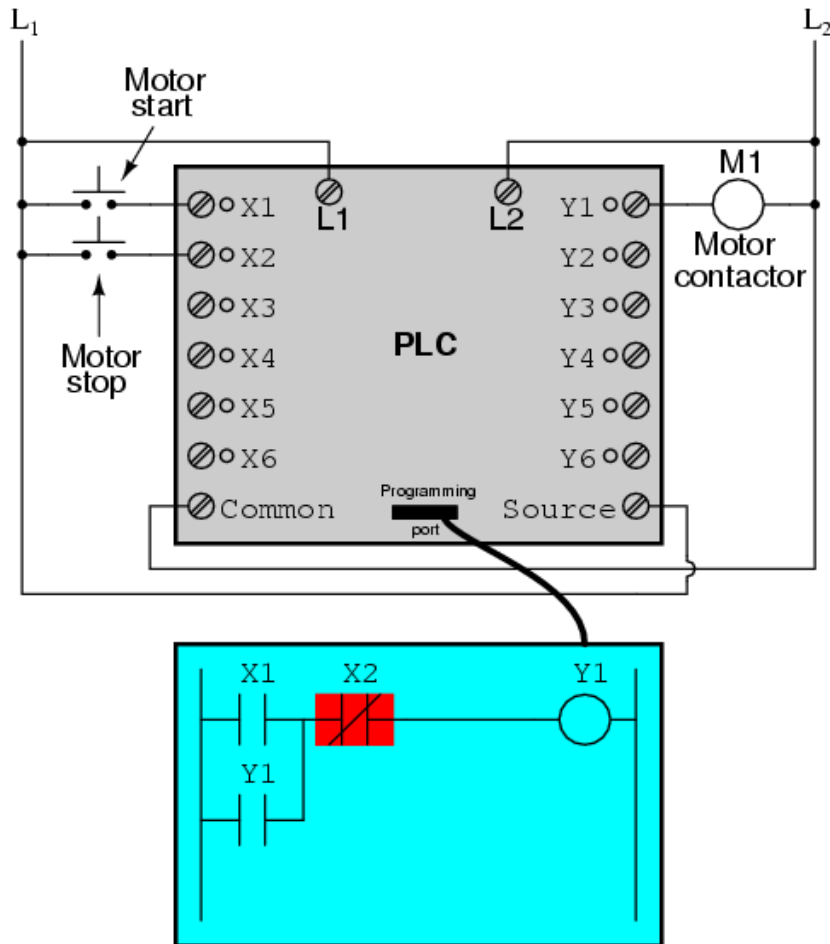 L1
L2
Motor
start
M1
X1
L1
L2
Y1
X2
Y2
Motor
contactor
X3
Y3
Motor
stop
X4
PLC
Y4
X5
Y5
X6
Y6
Programming
port
Common
Source
X1
X2
Y1
Y1